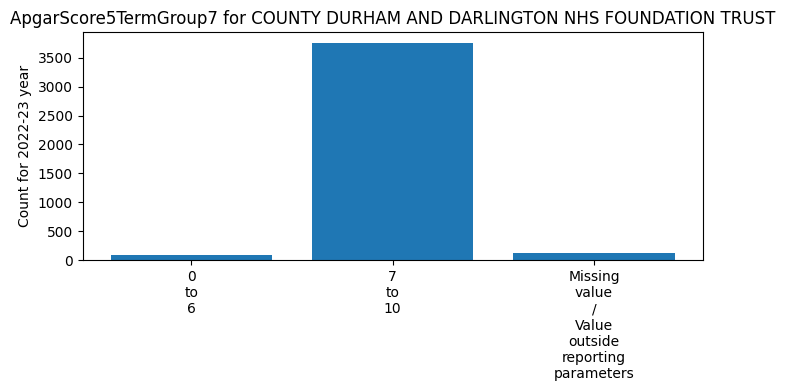 ApgarScore5TermGroup7 for COUNTY DURHAM AND DARLINGTON NHS FOUNDATION TRUST
Count for 2022-23 year
3500
3000
2500
2000
1500
1000
500
0
0
to
6
7
to
10
Missing
value
/
Value
outside
reporting
parameters